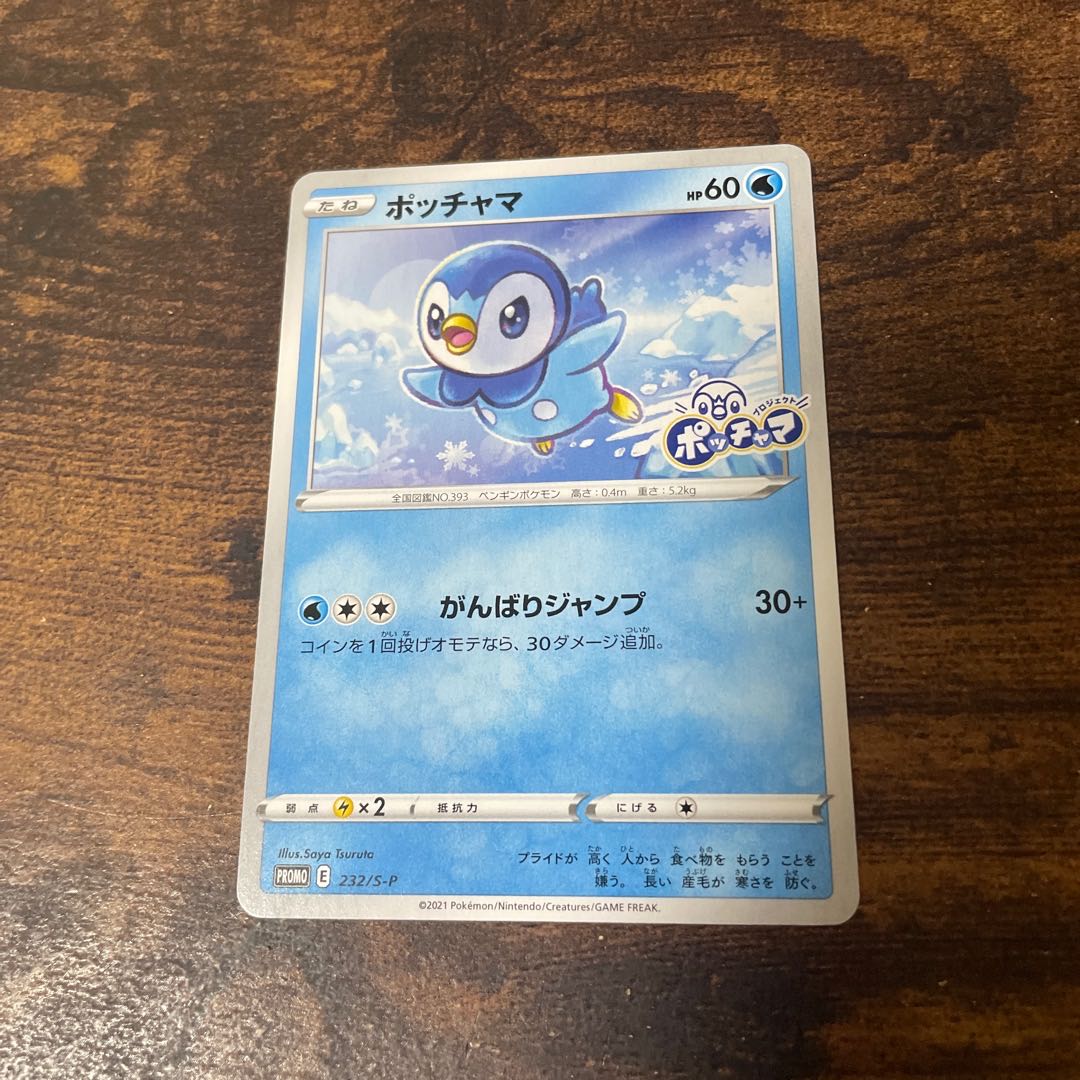 たね ポッチャマ HP60
プロジェクト
ポッチャマ
全国図鑑NO.393 ペンギンポケモン 高さ:0.4m 重さ:5.2kg
がんばりジャンプ 30+
コインを1回投げオモテなら、30ダメージ追加。
弱点 ×2 抵抗力 にげる
Illus.Saya Tsuruta
プライドが 高く 人から 食べ物を もらう ことを
嫌う。 長い 産毛が 寒さを 防ぐ。
PROMO E 232/S-P
©2021 Pokémon/Nintendo/Creatures/GAME FREAK.